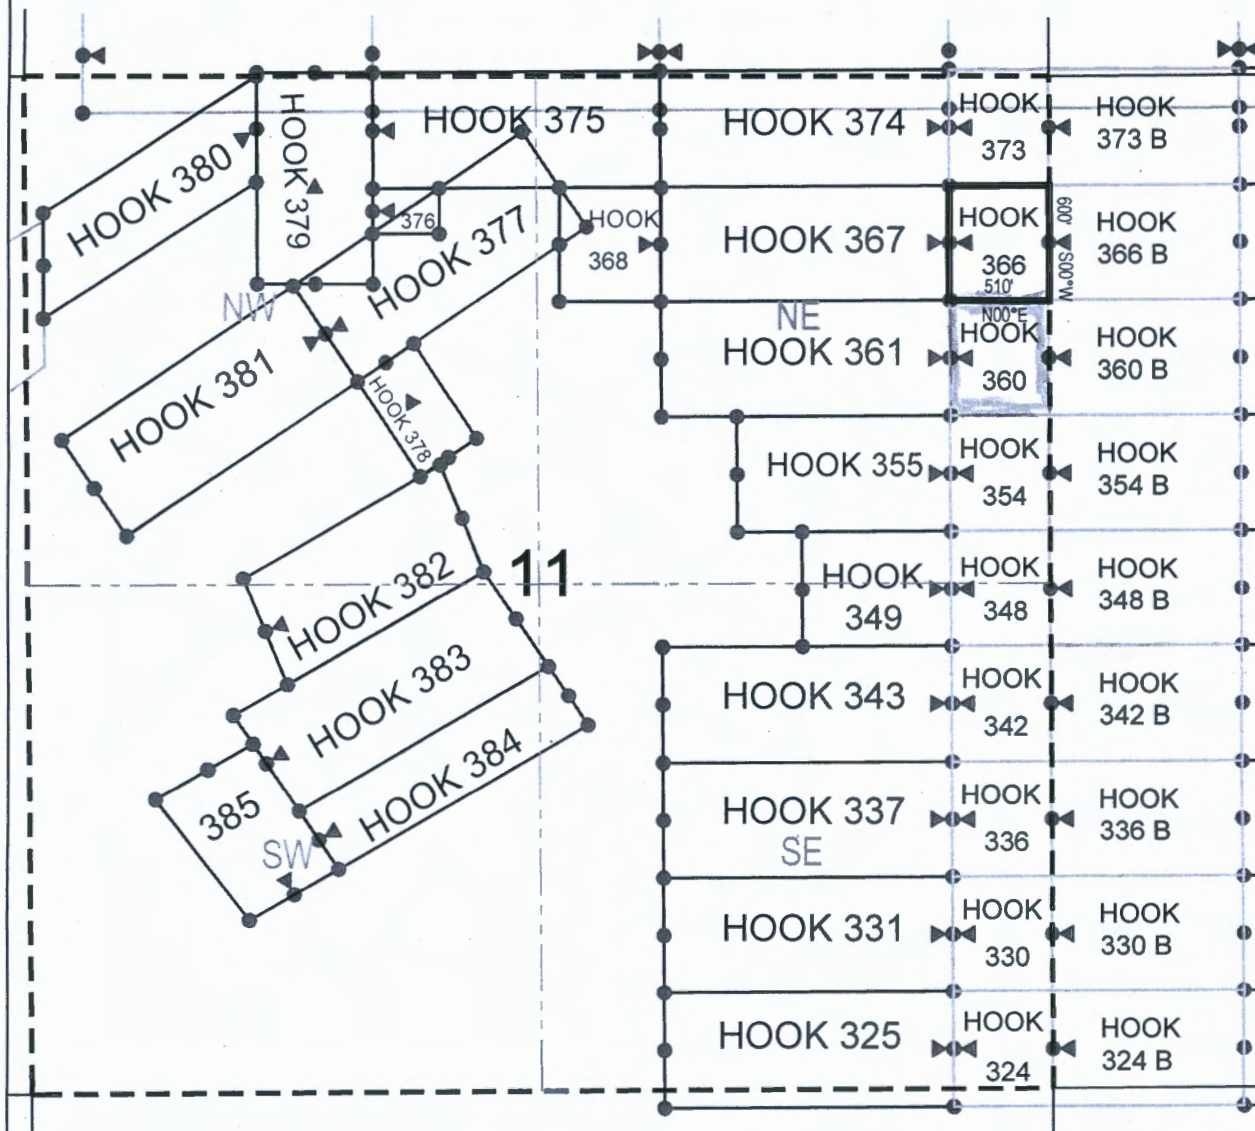 HOOK 380
HOOK 379
HOOK 375
HOOK 374
HOOK
373
HOOK
373 B
376
HOOK 377
HOOK
368
HOOK 367
HOOK
366
510'
600'
S00°W
HOOK
366 B
NW
NE
HOOK 381
HOOK 378
HOOK 361
N00°E
HOOK
360
HOOK
360 B
HOOK 355
HOOK
354
HOOK
354 B
HOOK 382
11
HOOK
349
HOOK
348
HOOK
348 B
HOOK 383
HOOK 343
HOOK
342
HOOK
342 B
385
HOOK 384
SW
HOOK 337
SE
HOOK
336
HOOK
336 B
HOOK 331
HOOK
330
HOOK
330 B
HOOK 325
HOOK
324
HOOK
324 B